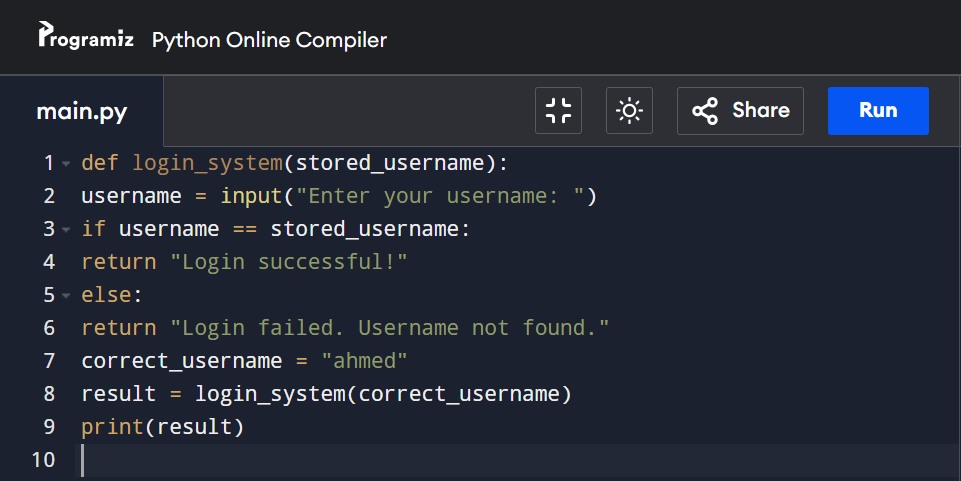 Programiz Python Online Compiler
main.py Share Run
1 def login_system(stored_username):
2 username = input("Enter your username: ")
3 if username == stored_username:
4 return "Login successful!"
5 else:
6 return "Login failed. Username not found."
7 correct_username = "ahmed"
8 result = login_system(correct_username)
9 print(result)
10